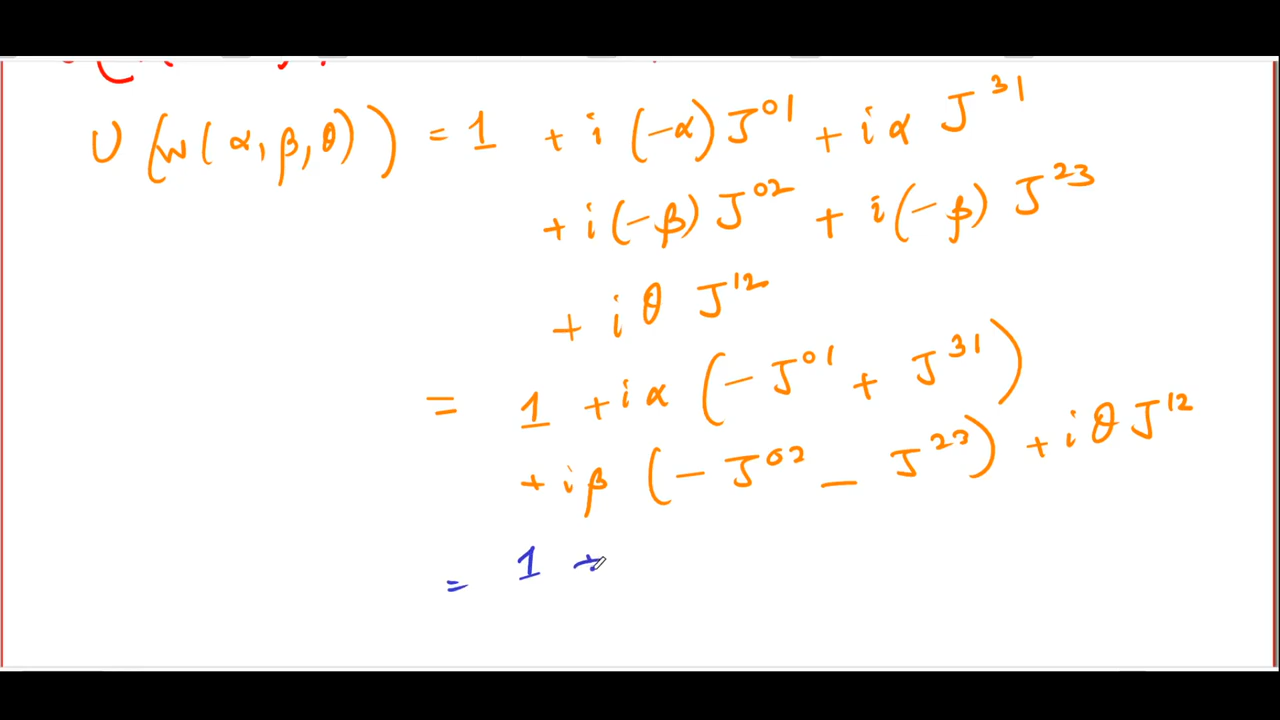 U(W(α,β,θ)) = 1 + i(-α)J⁰¹ + iα J³¹
+ i(-β)J⁰² + i(-β) J²³
+ iθ J¹²
= 1 + iα (-J⁰¹ + J³¹)
+ iβ (-J⁰² - J²³) + iθ J¹²
= 1 +